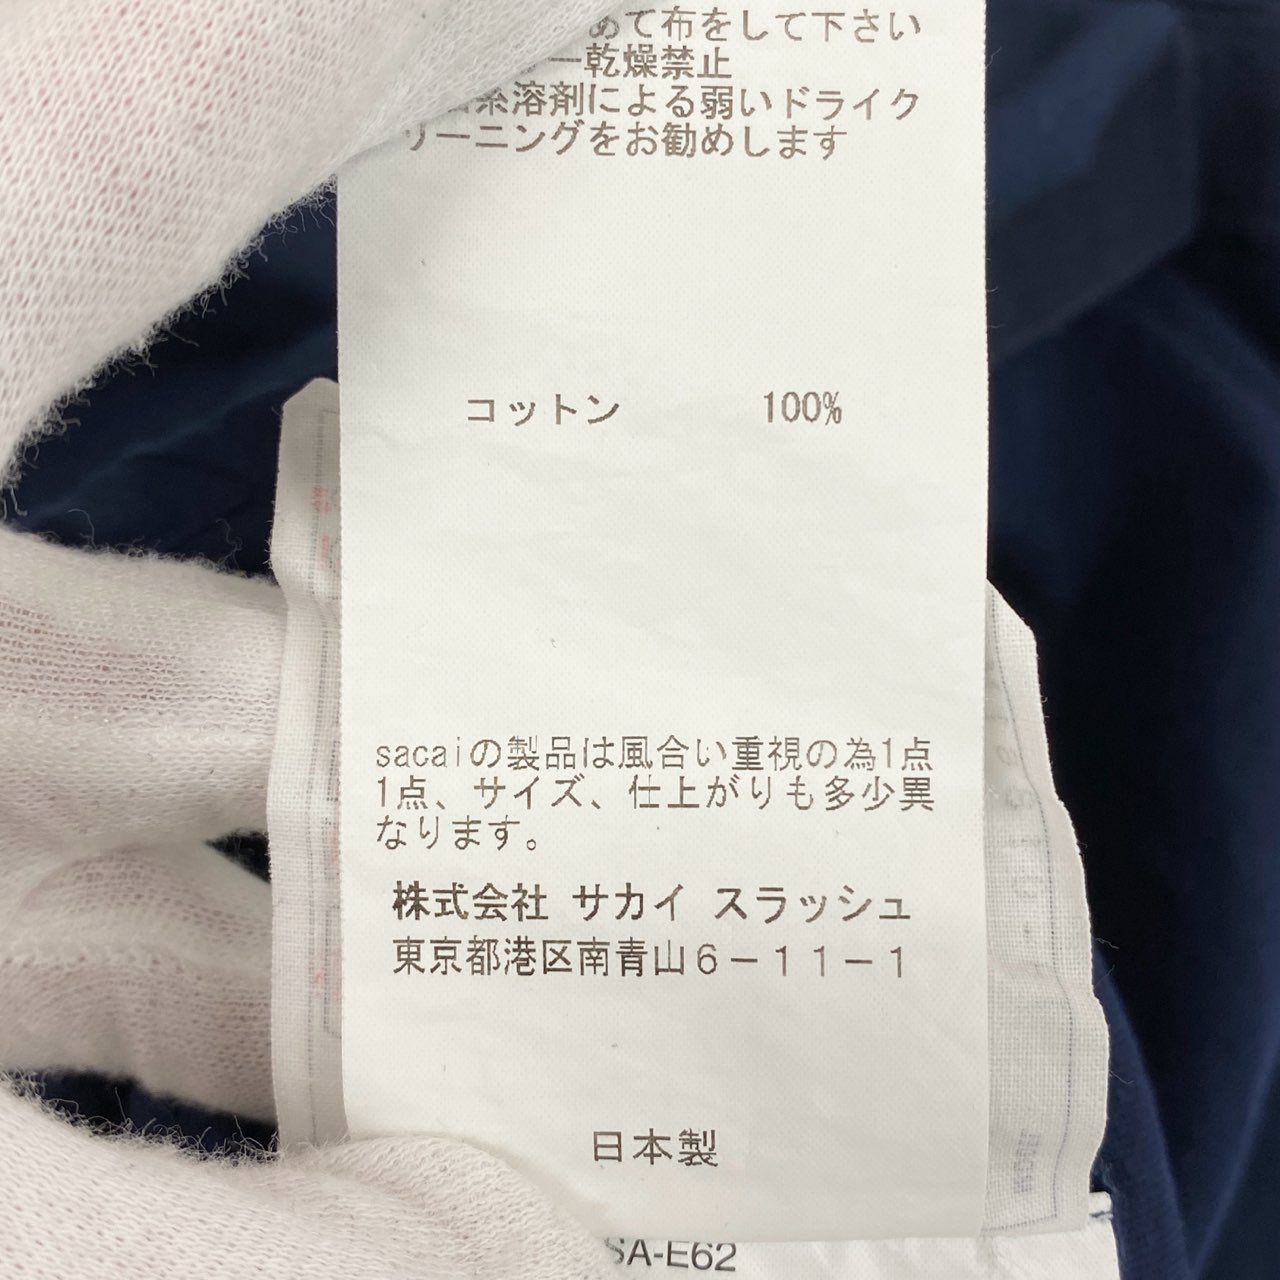 あて布をして下さい
ー乾燥禁止
系溶剤による弱いドライク
リーニングをお勧めします
コットン 100%
sacaiの製品は風合い重視の為1点
1点、サイズ、仕上がりも多少異
なります。
株式会社 サカイ スラッシュ
東京都港区南青山6-11-1
日本製
SA-E62